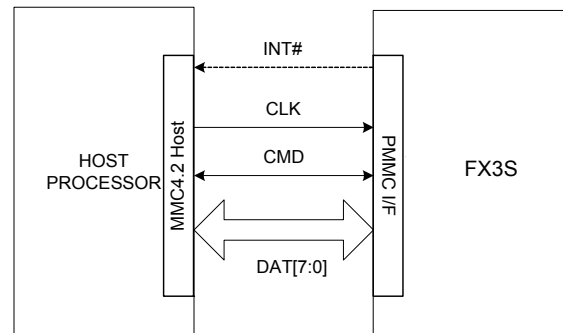 INT#
CLK
CMD
DAT[7:0]
HOST
PROCESSOR
MMC4.2 Host
PMMC I/F
FX3S